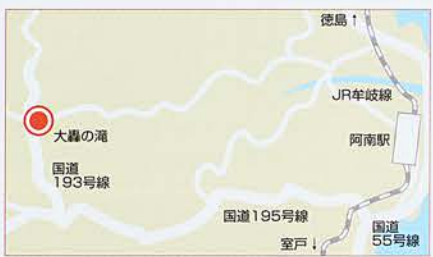 徳島↑
JR牟岐線
大轟の滝
阿南駅
国道
193号線
国道195号線
室戸↓
国道
55号線